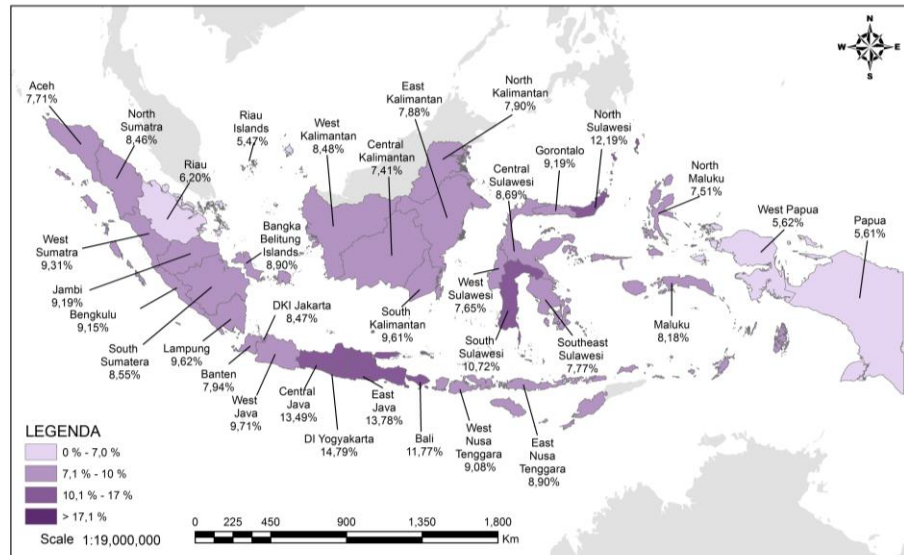 N
W
E
S
Aceh
7,71%
North
Sumatra
8,46%
Riau
6,20%
Riau
Islands
5,47%
West
Kalimantan
8,48%
Central
Kalimantan
7,41%
East
Kalimantan
7,88%
North
Kalimantan
7,90%
Central
Sulawesi
8,69%
Gorontalo
9,19%
North
Sulawesi
12,19%
North
Maluku
7,51%
West Papua
5,62%
Papua
5,61%
West
Sumatra
9,31%
Jambi
9,19%
Bengkulu
9,15%
South
Sumatera
8,55%
Lampung
9,62%
Bangka
Belitung
Islands
8,90%
DKI Jakarta
8,47%
Banten
7,94%
West
Java
9,71%
Central
Java
13,49%
DI Yogyakarta
14,79%
East
Java
13,78%
Bali
11,77%
South
Kalimantan
9,61%
West
Sulawesi
7,65%
South
Sulawesi
10,72%
Southeast
Sulawesi
7,77%
Maluku
8,18%
West
Nusa
Tenggara
9,08%
East
Nusa
Tenggara
8,90%
LEGENDA
0 % - 7,0 %
7,1 % - 10 %
10,1 % - 17 %
> 17,1 %
Scale 1:19,000,000
0 225 450 900 1,350 1,800
Km